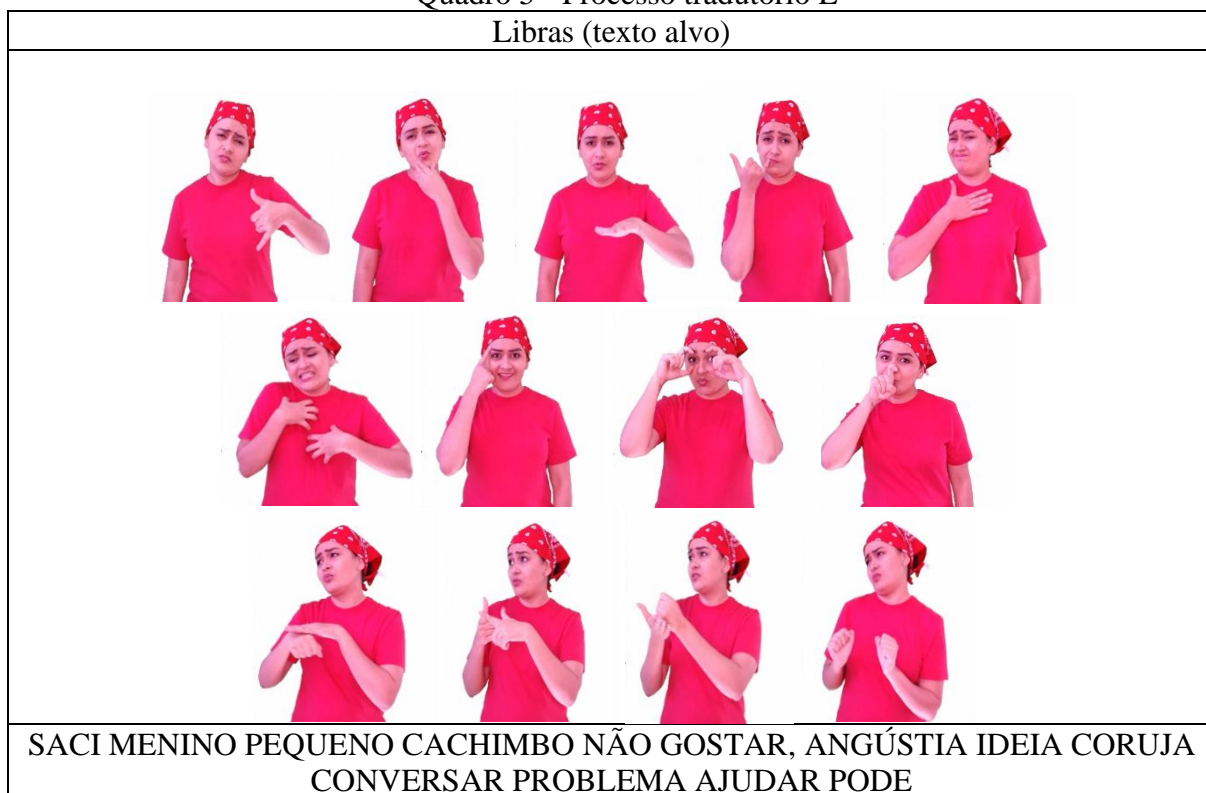 Quadro 5 - Processo tradutório E
Libras (texto alvo)
SACI MENINO PEQUENO CACHIMBO NÃO GOSTAR, ANGÚSTIA IDEIA CORUJA
CONVERSAR PROBLEMA AJUDAR PODE